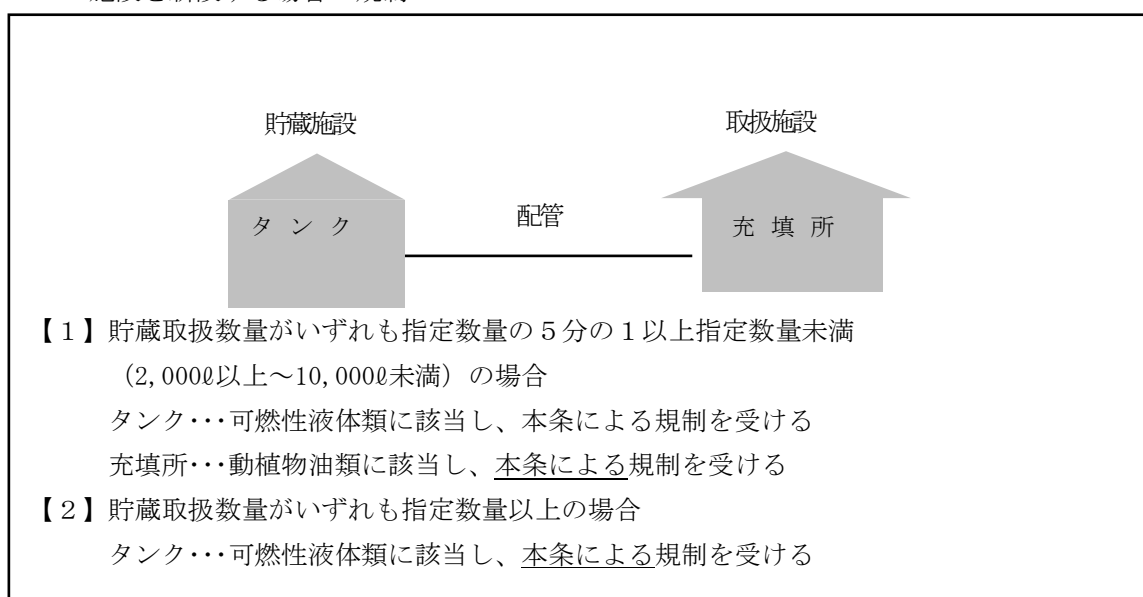 貯蔵施設
取扱施設
タンク
配管
充填所
【1】貯蔵取扱数量がいずれも指定数量の5分の1以上指定数量未満
(2,000ℓ以上~10,000ℓ未満)の場合
タンク・・・可燃性液体類に該当し、本条による規制を受ける
充填所・・・動植物油類に該当し、本条による規制を受ける
【2】貯蔵取扱数量がいずれも指定数量以上の場合
タンク・・・可燃性液体類に該当し、本条による規制を受ける